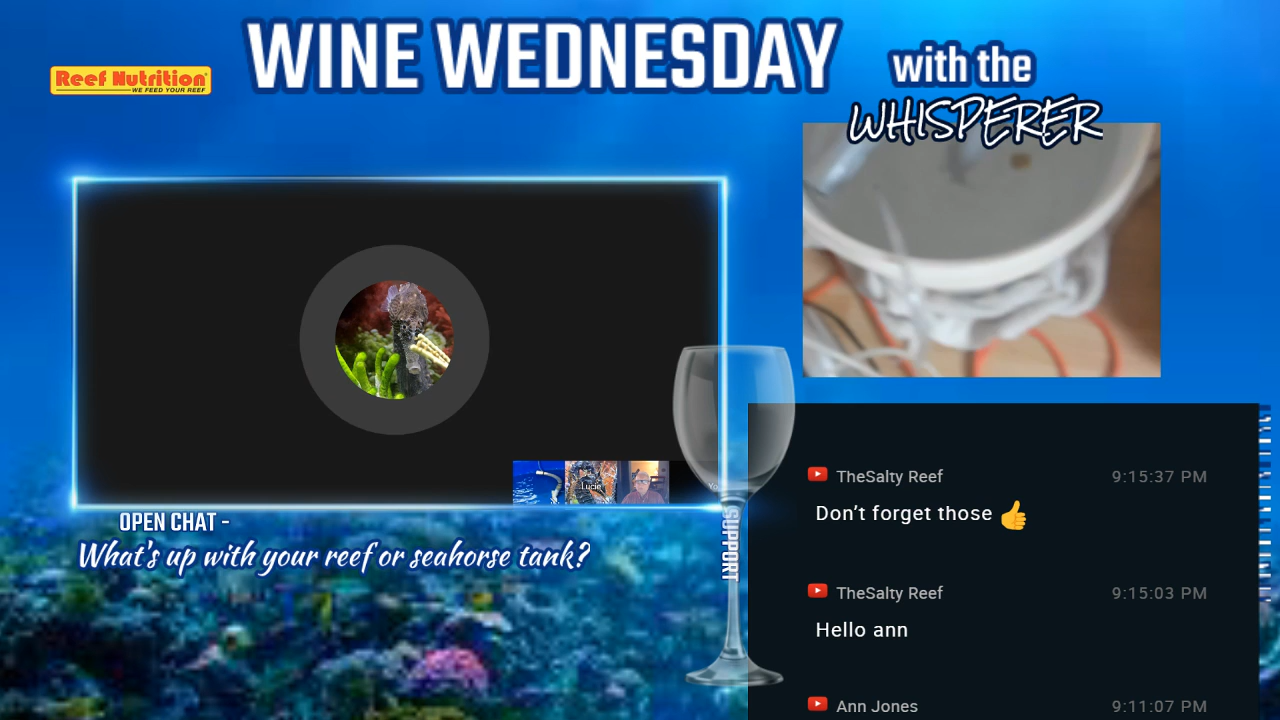 WINE WEDNESDAY
with the
WHISPERER
Reef Nutrition
WE FEED YOUR REEF
Lucie
Yo
OPEN CHAT -
What's up with your reef or seahorse tank?
SUPPORT
TheSalty Reef 9:15:37 PM
Don’t forget those 👍
TheSalty Reef 9:15:03 PM
Hello ann
Ann Jones 9:11:07 PM